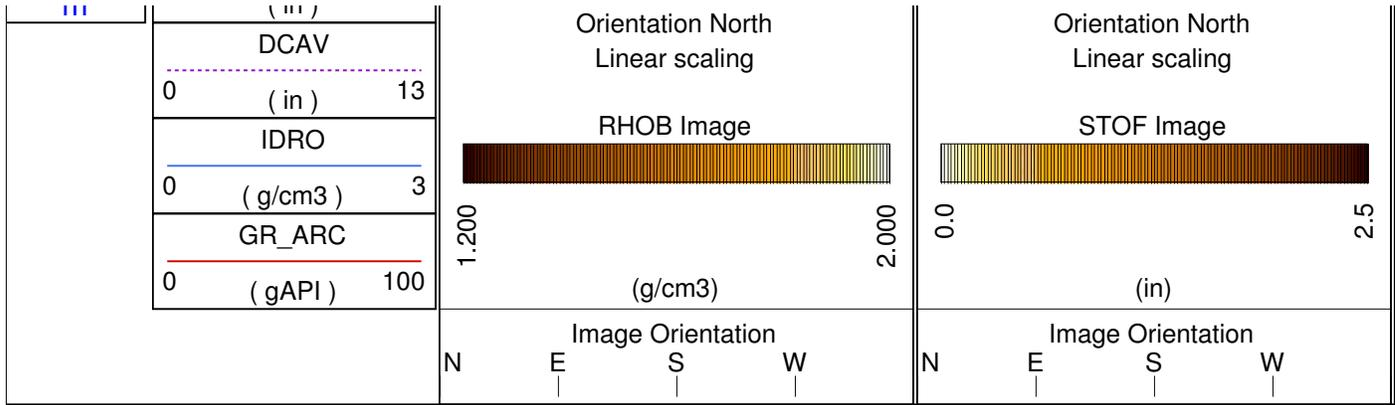 m
( in )
DCAV
0 ( in ) 13
IDRO
0 ( g/cm3 ) 3
GR_ARC
0 ( gAPI ) 100
Orientation North
Linear scaling
RHOB Image
1.200 2.000
(g/cm3)
Image Orientation
N E S W
Orientation North
Linear scaling
STOF Image
0.0 2.5
(in)
Image Orientation
N E S W